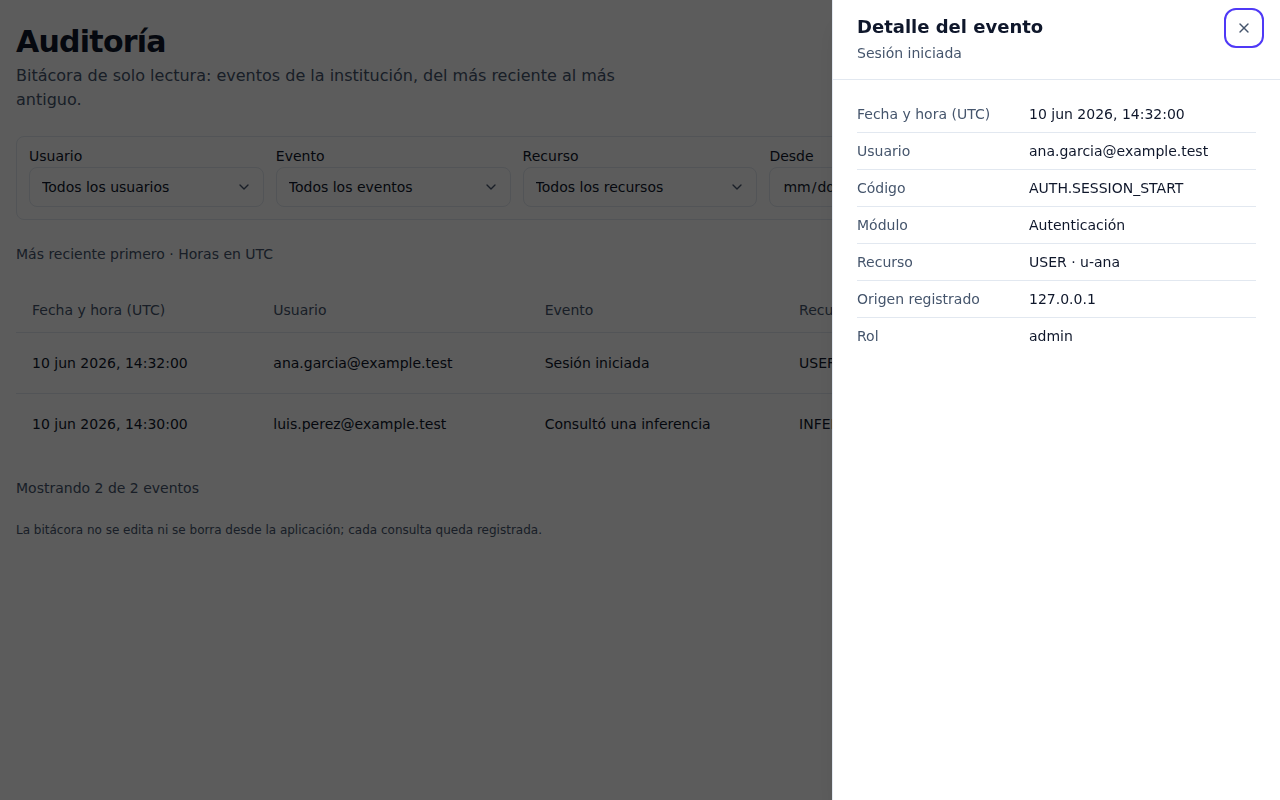 Auditoría
Bitácora de solo lectura: eventos de la institución, del más reciente al más
antiguo.
Usuario
Evento
Recurso
Desde
Todos los usuarios
Todos los eventos
Todos los recursos
mm/dd
Más reciente primero · Horas en UTC
Fecha y hora (UTC)
Usuario
Evento
Recu
10 jun 2026, 14:32:00
ana.garcia@example.test
Sesión iniciada
USER
10 jun 2026, 14:30:00
luis.perez@example.test
Consultó una inferencia
INFE
Mostrando 2 de 2 eventos
La bitácora no se edita ni se borra desde la aplicación; cada consulta queda registrada.
Detalle del evento
Sesión iniciada
Fecha y hora (UTC) 10 jun 2026, 14:32:00
Usuario ana.garcia@example.test
Código AUTH.SESSION_START
Módulo Autenticación
Recurso USER · u-ana
Origen registrado 127.0.0.1
Rol admin